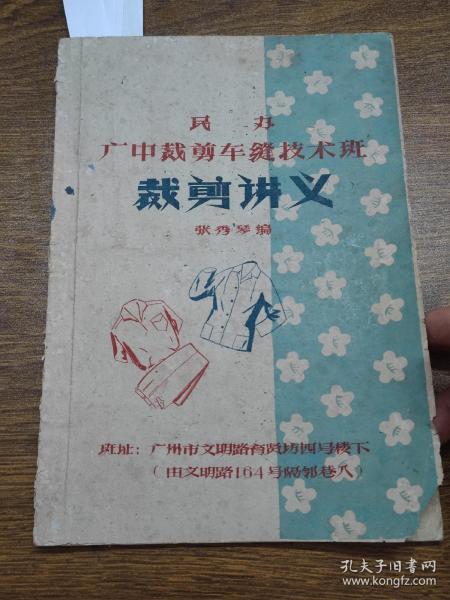 民办
广中裁剪车缝技术班
裁剪讲义
张秀琴编
班址：广州市文明路育贤坊四号楼下
（由文明路164号隔邻巷入）
孔夫子旧书网
www.kongfz.com